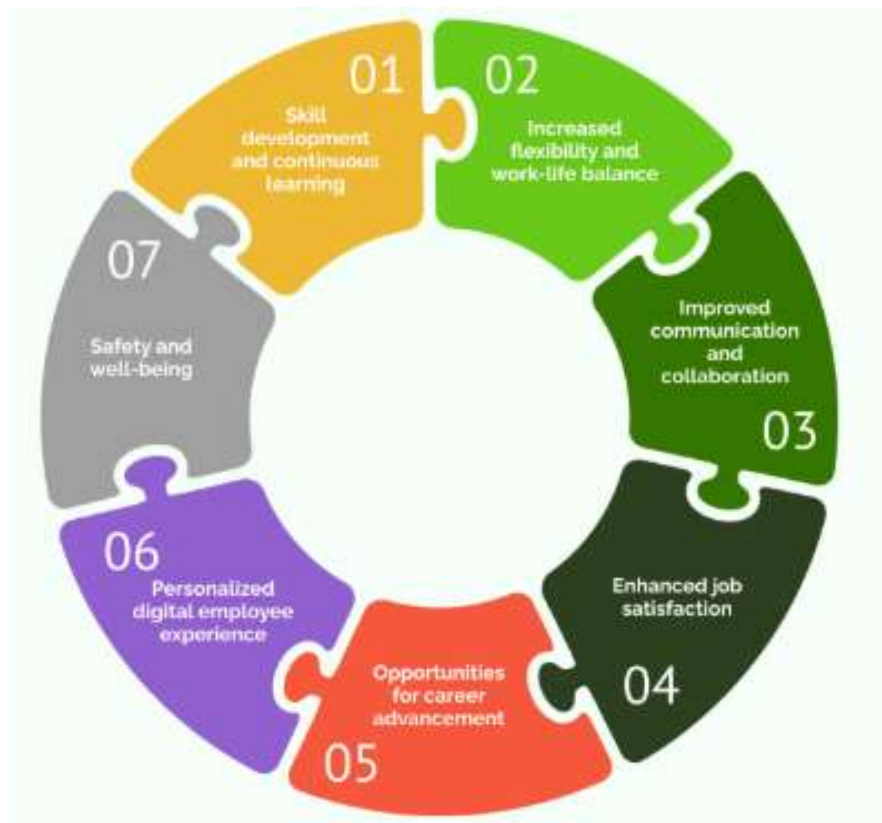 01
Skill
development
and continuous
learning
02
Increased
flexibility and
work-life balance
Improved
communication
and
collaboration
03
Enhanced job
satisfaction
04
Opportunities
for career
advancement
05
06
Personalized
digital employee
experience
07
Safety and
well-being